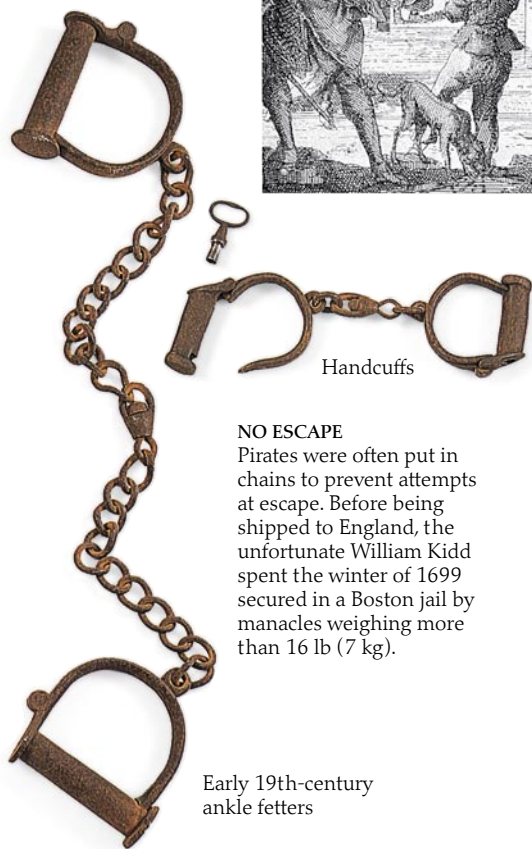 Handcuffs
NO ESCAPE
Pirates were often put in
chains to prevent attempts
at escape. Before being
shipped to England, the
unfortunate William Kidd
spent the winter of 1699
secured in a Boston jail by
manacles weighing more
than 16 lb (7 kg).
Early 19th-century
ankle fetters